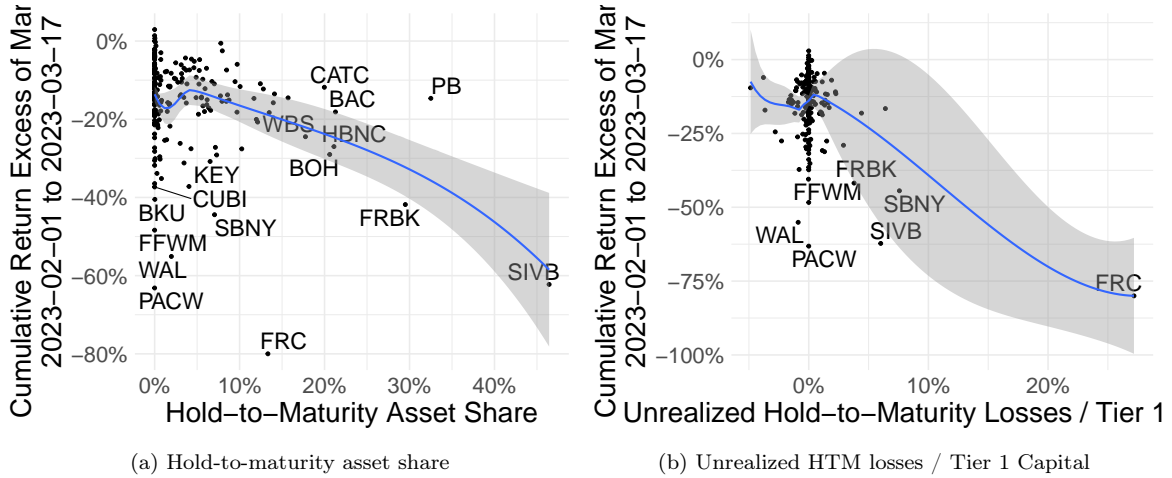 Cumulative Return Excess of Mar
2023−02−01 to 2023−03−17
0%
−20%
−40%
−60%
−80%
CATC
PB
BAC
WBS
HBNC
BOH
KEY
CUBI
BKU
SBNY
FRBK
FFWM
WAL
SIVB
PACW
FRC
0%
10%
20%
30%
40%
Hold−to−Maturity Asset Share
(a) Hold-to-maturity asset share
Cumulative Return Excess of Mar
2023−02−01 to 2023−03−17
0%
−25%
−50%
−75%
−100%
FRBK
FFWM
SBNY
WAL
SIVB
PACW
FRC
0%
10%
20%
Unrealized Hold−to−Maturity Losses / Tier 1
(b) Unrealized HTM losses / Tier 1 Capital